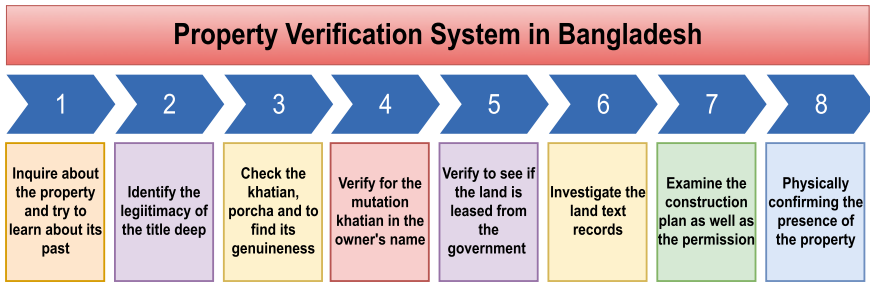 Property Verification System in Bangladesh
1
2
3
4
5
6
7
8
Inquire about
the property
and try to
learn about its
past
Identify the
legiitimacy of
the title deep
Check the
khatian,
porcha and to
find its
genuineness
Verify for the
mutation
khatian in the
owner's name
Verify to see if
the land is
leased from
the
government
Investigate the
land text
records
Examine the
construction
plan as well as
the permission
Physically
confirming the
presence of
the property